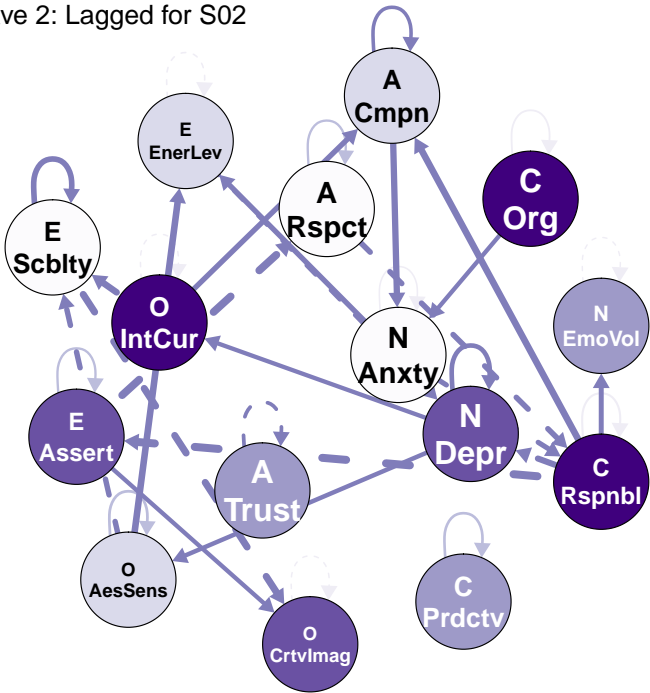 ve 2: Lagged for S02
A
Cmpn
E
EnerLev
C
Org
A
Rspct
E
Scblty
O
IntCur
N
EmoVol
N
Anxty
E
Assert
N
Depr
A
Trust
C
Rspnbl
O
AesSens
C
Prdctv
O
CrtvImag